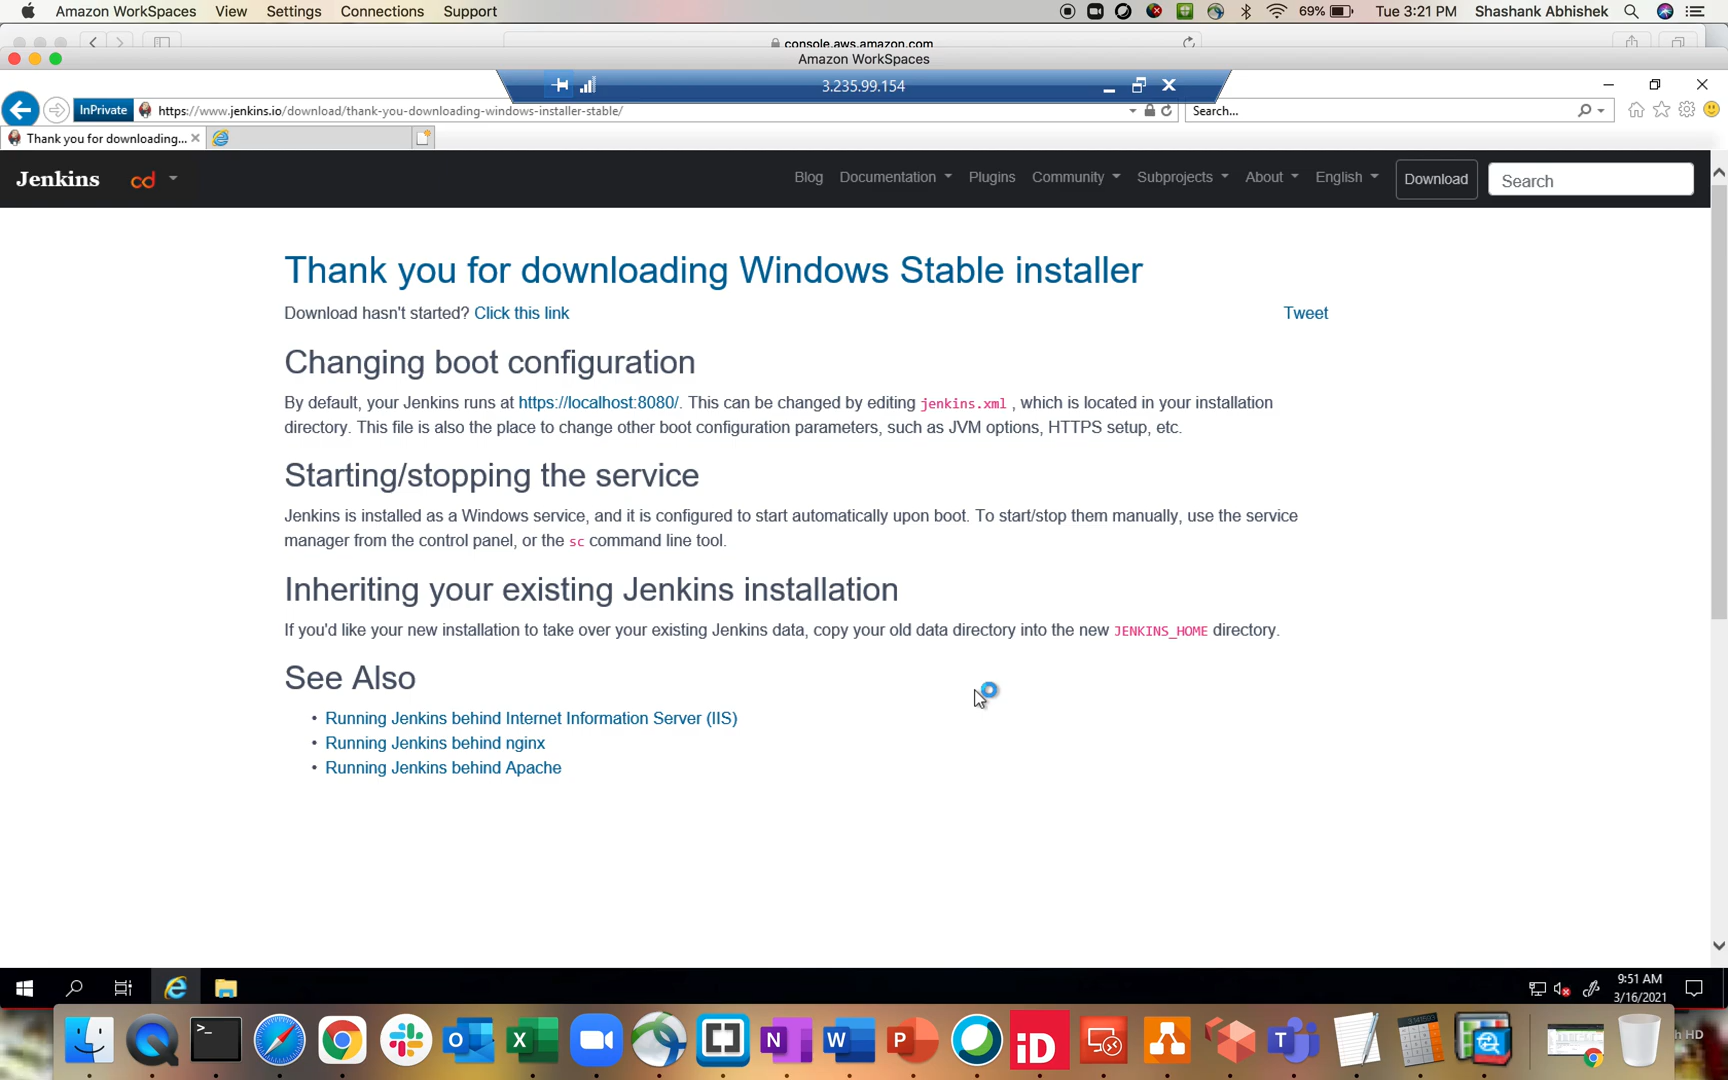 Amazon WorkSpaces View Settings Connections Support 69% Tue 3:21 PM Shashank Abhishek
console.aws.amazon.com
Amazon WorkSpaces
3.235.99.154
InPrivate https://www.jenkins.io/download/thank-you-downloading-windows-installer-stable/ Search...
Thank you for downloading...
Jenkins cd Blog Documentation Plugins Community Subprojects About English Download Search
Thank you for downloading Windows Stable installer
Download hasn't started? Click this link Tweet
Changing boot configuration
By default, your Jenkins runs at https://localhost:8080/. This can be changed by editing jenkins.xml , which is located in your installation
directory. This file is also the place to change other boot configuration parameters, such as JVM options, HTTPS setup, etc.
Starting/stopping the service
Jenkins is installed as a Windows service, and it is configured to start automatically upon boot. To start/stop them manually, use the service
manager from the control panel, or the sc command line tool.
Inheriting your existing Jenkins installation
If you'd like your new installation to take over your existing Jenkins data, copy your old data directory into the new JENKINS_HOME directory.
See Also
• Running Jenkins behind Internet Information Server (IIS)
• Running Jenkins behind nginx
• Running Jenkins behind Apache
9:51 AM
3/16/2021
iD
HD